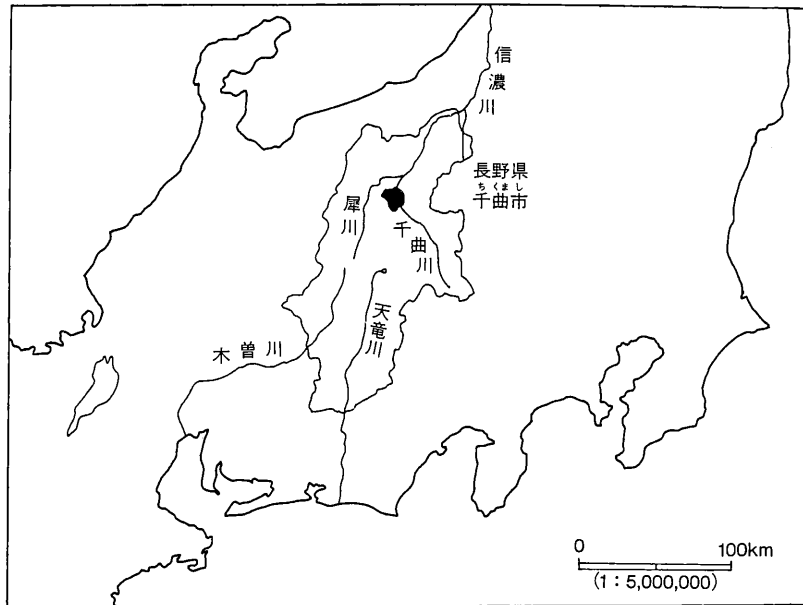 信濃川
長野県
ちくまし
千曲市
犀川
千曲川
天竜川
木曽川
0 100km
(1:5,000,000)